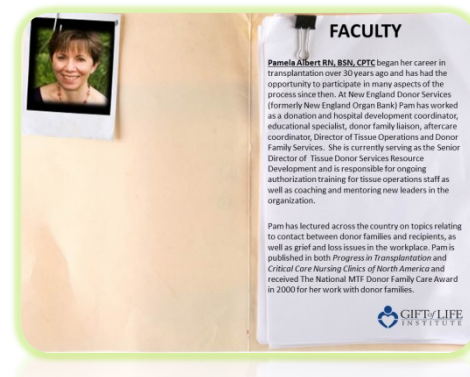 FACULTY
Pamela Albert RN, BSN, CPTC began her career in
transplantation over 30 years ago and has had the
opportunity to participate in many aspects of the
process since then. At New England Donor Services
(formerly New England Organ Bank) Pam has worked
as a donation and hospital development coordinator,
educational specialist, donor family liaison, aftercare
coordinator, Director of Tissue Operations and Donor
Family Services. She is currently serving as the Senior
Director of Tissue Donor Services Resource
Development and is responsible for ongoing
authorization training for tissue operations staff as
well as coaching and mentoring new leaders in the
organization.
Pam has lectured across the country on topics relating
to contact between donor families and recipients, as
well as grief and loss issues in the workplace. Pam is
published in both Progress in Transplantation and
Critical Care Nursing Clinics of North America and
received The National MTF Donor Family Care Award
in 2000 for her work with donor families.
GIFT of LIFE
INSTITUTE